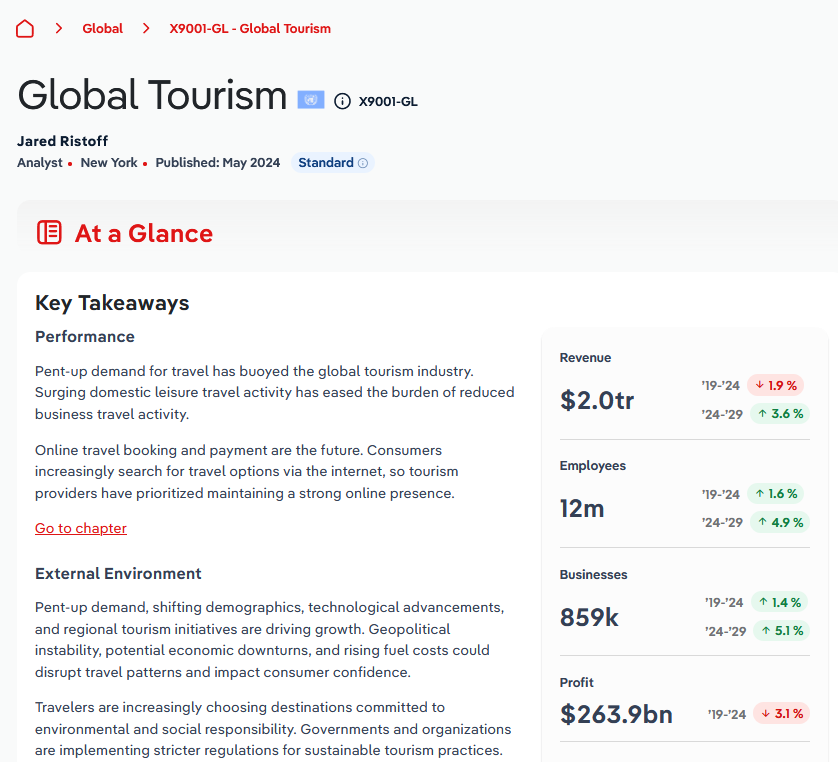 Global
X9001-GL - Global Tourism
Global Tourism
X9001-GL
Jared Ristoff
Analyst • New York • Published: May 2024 Standard
At a Glance
Key Takeaways
Performance
Pent-up demand for travel has buoyed the global tourism industry.
Surging domestic leisure travel activity has eased the burden of reduced
business travel activity.
Online travel booking and payment are the future. Consumers
increasingly search for travel options via the internet, so tourism
providers have prioritized maintaining a strong online presence.
Go to chapter
External Environment
Pent-up demand, shifting demographics, technological advancements,
and regional tourism initiatives are driving growth. Geopolitical
instability, potential economic downturns, and rising fuel costs could
disrupt travel patterns and impact consumer confidence.
Travelers are increasingly choosing destinations committed to
environmental and social responsibility. Governments and organizations
are implementing stricter regulations for sustainable tourism practices.
Revenue
$2.0tr
'19-'24 ↓ 1.9 %
'24-'29 ↑ 3.6 %
Employees
12m
'19-'24 ↑ 1.6 %
'24-'29 ↑ 4.9 %
Businesses
859k
'19-'24 ↑ 1.4 %
'24-'29 ↑ 5.1 %
Profit
$263.9bn
'19-'24 ↓ 3.1 %